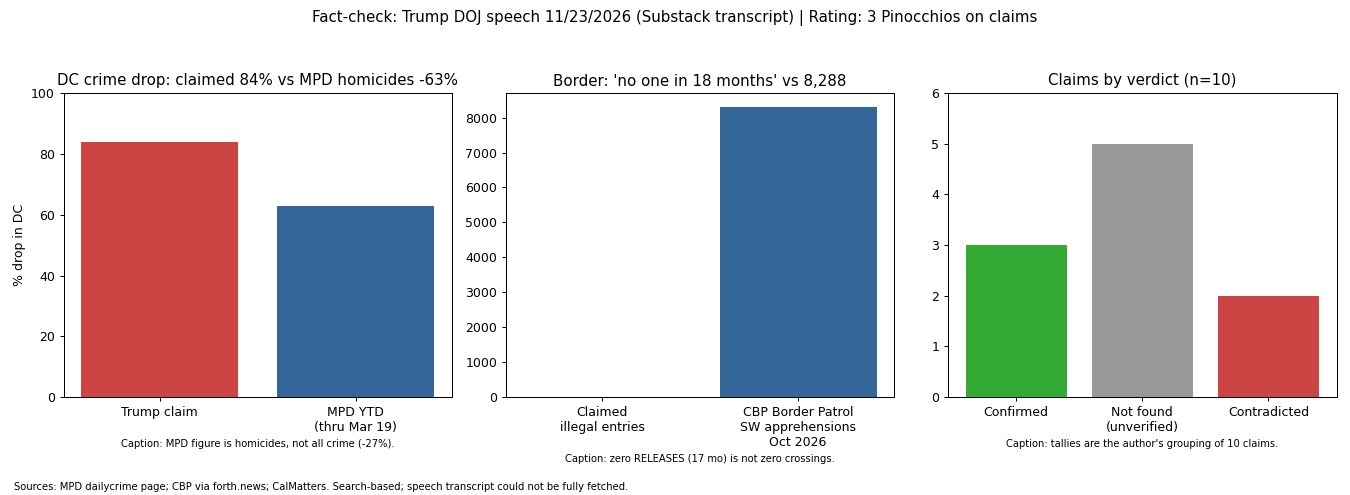 Fact-check: Trump DOJ speech 11/23/2026 (Substack transcript) | Rating: 3 Pinocchios on claims
DC crime drop: claimed 84% vs MPD homicides -63%
% drop in DC
100
80
60
40
20
0
Trump claim
MPD YTD
(thru Mar 19)
Caption: MPD figure is homicides, not all crime (-27%).
Border: 'no one in 18 months' vs 8,288
8000
7000
6000
5000
4000
3000
2000
1000
0
Claimed
illegal entries
CBP Border Patrol
SW apprehensions
Oct 2026
Caption: zero RELEASES (17 mo) is not zero crossings.
Claims by verdict (n=10)
6
5
4
3
2
1
0
Confirmed
Not found
(unverified)
Contradicted
Caption: tallies are the author's grouping of 10 claims.
Sources: MPD dailycrime page; CBP via forth.news; CalMatters. Search-based; speech transcript could not be fully fetched.